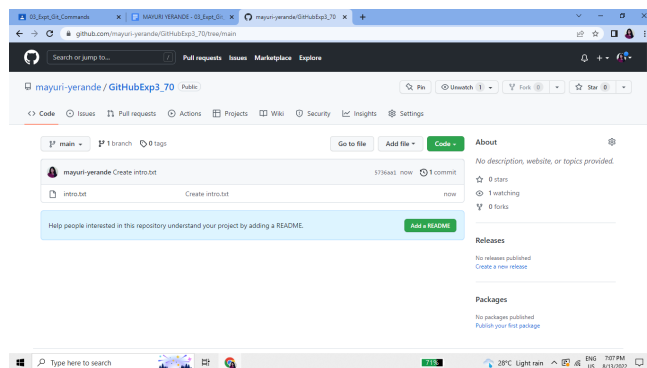 03_Expt_Git_Commands
MAYURI YERANDE - 03_Expt_Git
mayuri-yerande/GitHubExp3_70
github.com/mayuri-yerande/GitHubExp3_70/tree/main
Search or jump to...
/
Pull requests Issues Marketplace Explore
mayuri-yerande / GitHubExp3_70 Public
Pin
Unwatch 1
Fork 0
Star 0
<> Code Issues Pull requests Actions Projects Wiki Security Insights Settings
main 1 branch 0 tags
Go to file Add file Code
mayuri-yerande Create intro.txt
5736aa1 now 1 commit
intro.txt Create intro.txt now
Help people interested in this repository understand your project by adding a README.
Add a README
About
No description, website, or topics provided.
0 stars
1 watching
0 forks
Releases
No releases published
Create a new release
Packages
No packages published
Publish your first package
Type here to search
71%
28°C Light rain
ENG
US
7:07 PM
8/13/2022